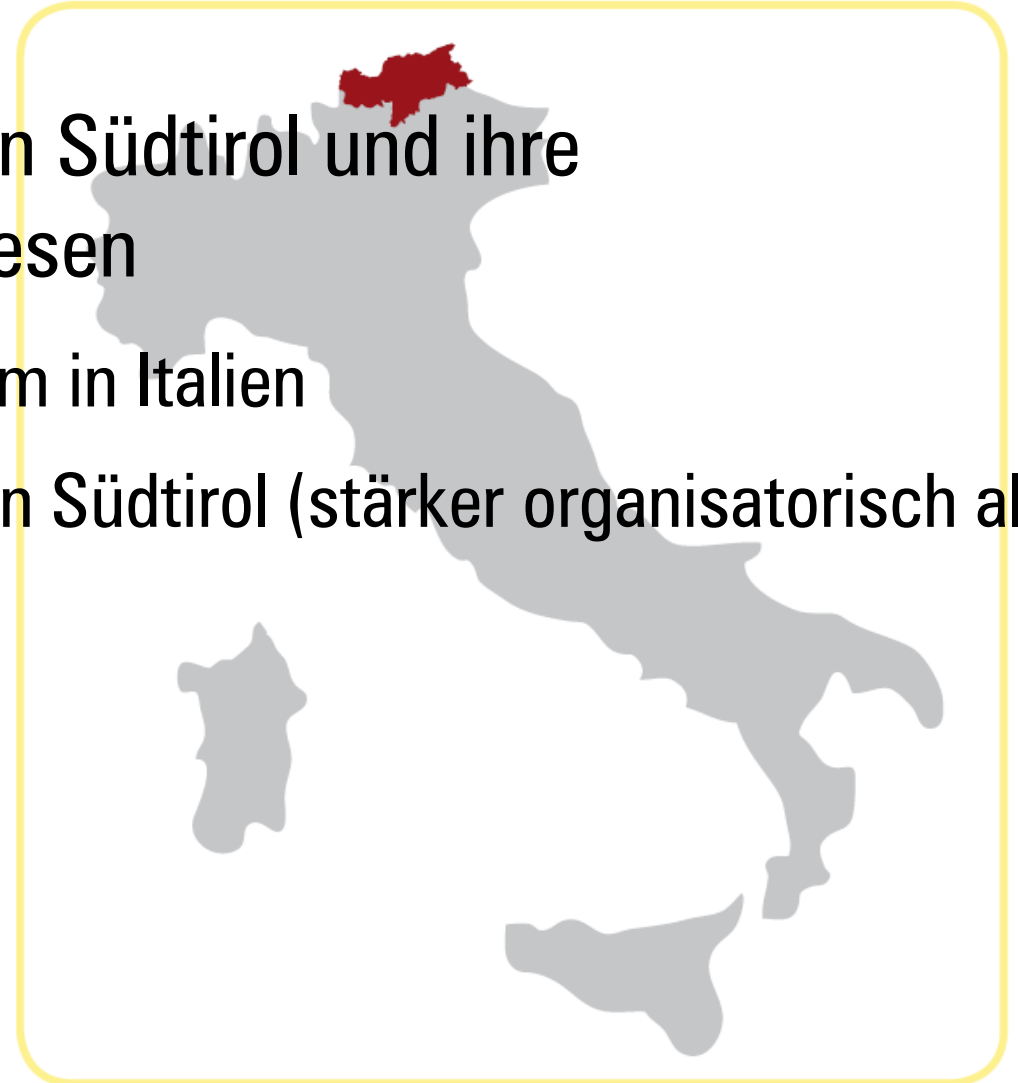 n Südtirol und ihre
esen
m in Italien
n Südtirol (stärker organisatorisch al